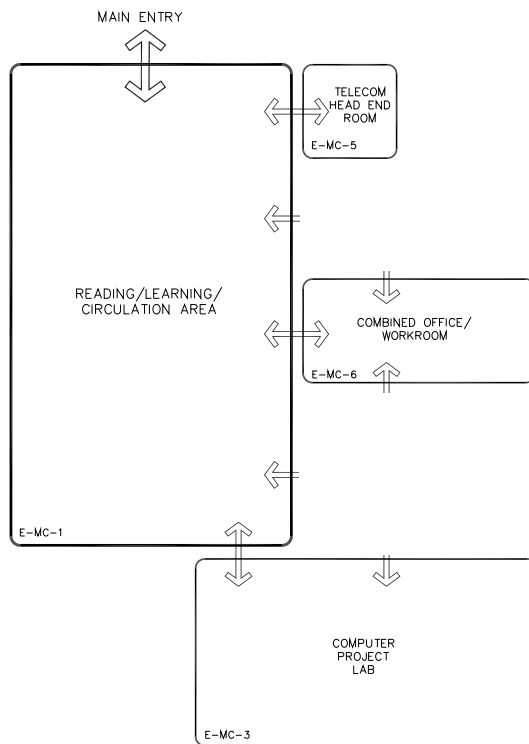 MAIN ENTRY
TELECOM
HEAD END
ROOM
E-MC-5
READING/LEARNING/
CIRCULATION AREA
COMBINED OFFICE/
WORKROOM
E-MC-6
E-MC-1
COMPUTER
PROJECT
LAB
E-MC-3